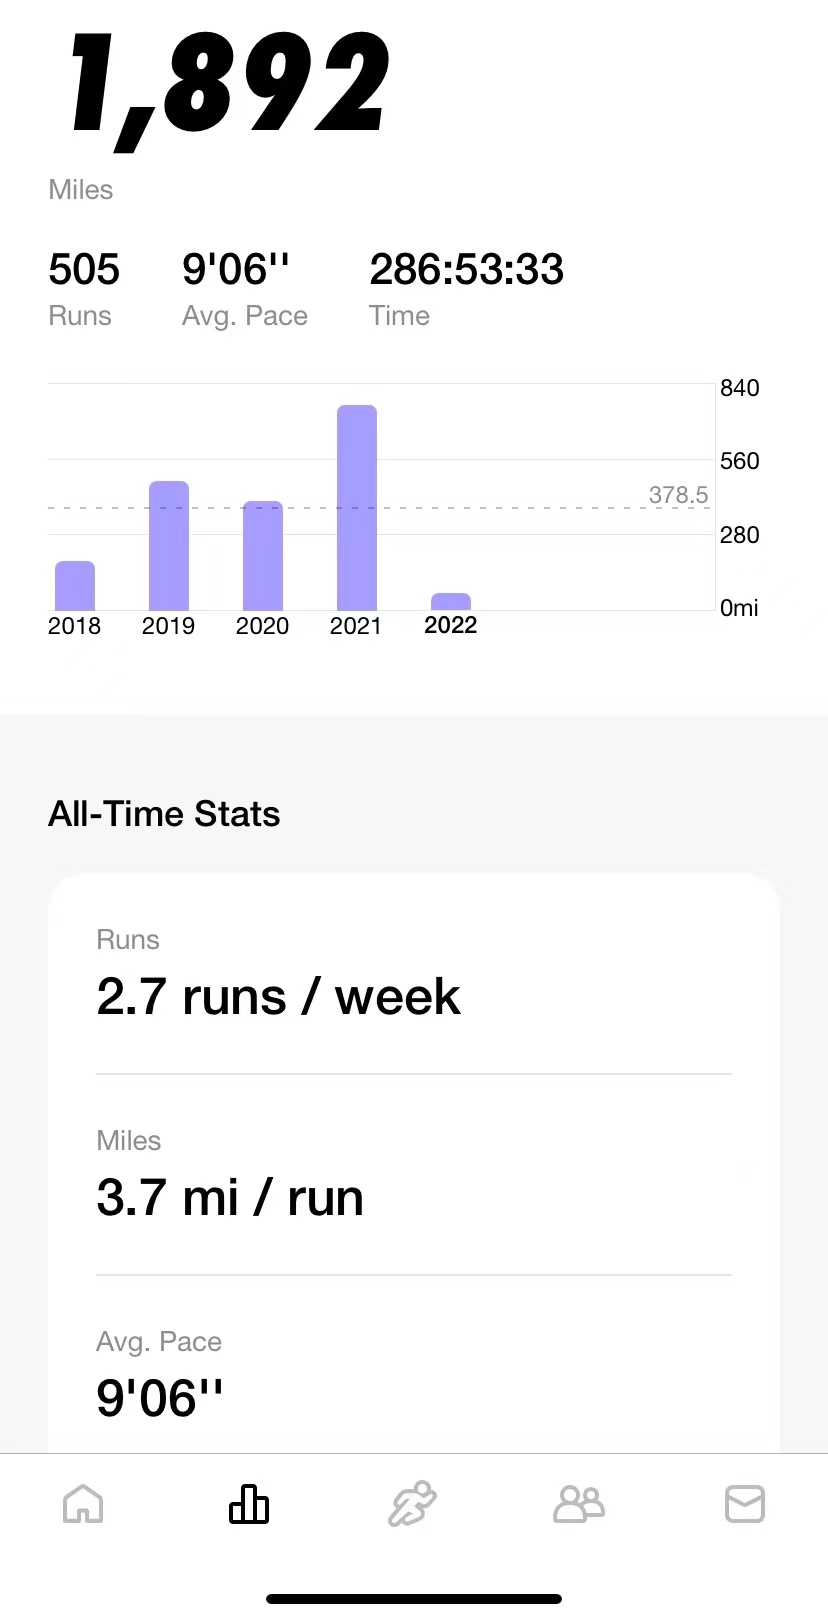 1,892
Miles
505 9'06'' 286:53:33
Runs Avg. Pace Time
840
560
378.5
280
0mi
2018 2019 2020 2021 2022
All-Time Stats
Runs
2.7 runs / week
Miles
3.7 mi / run
Avg. Pace
9'06''